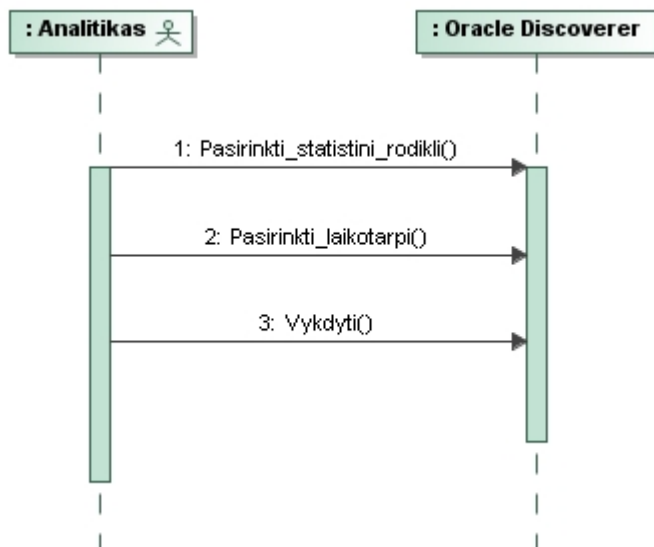 : Analitikas
: Oracle Discoverer
1: Pasirinkti_statistini_rodikli()
2: Pasirinkti_laikotarpi()
3: Vykdyti()